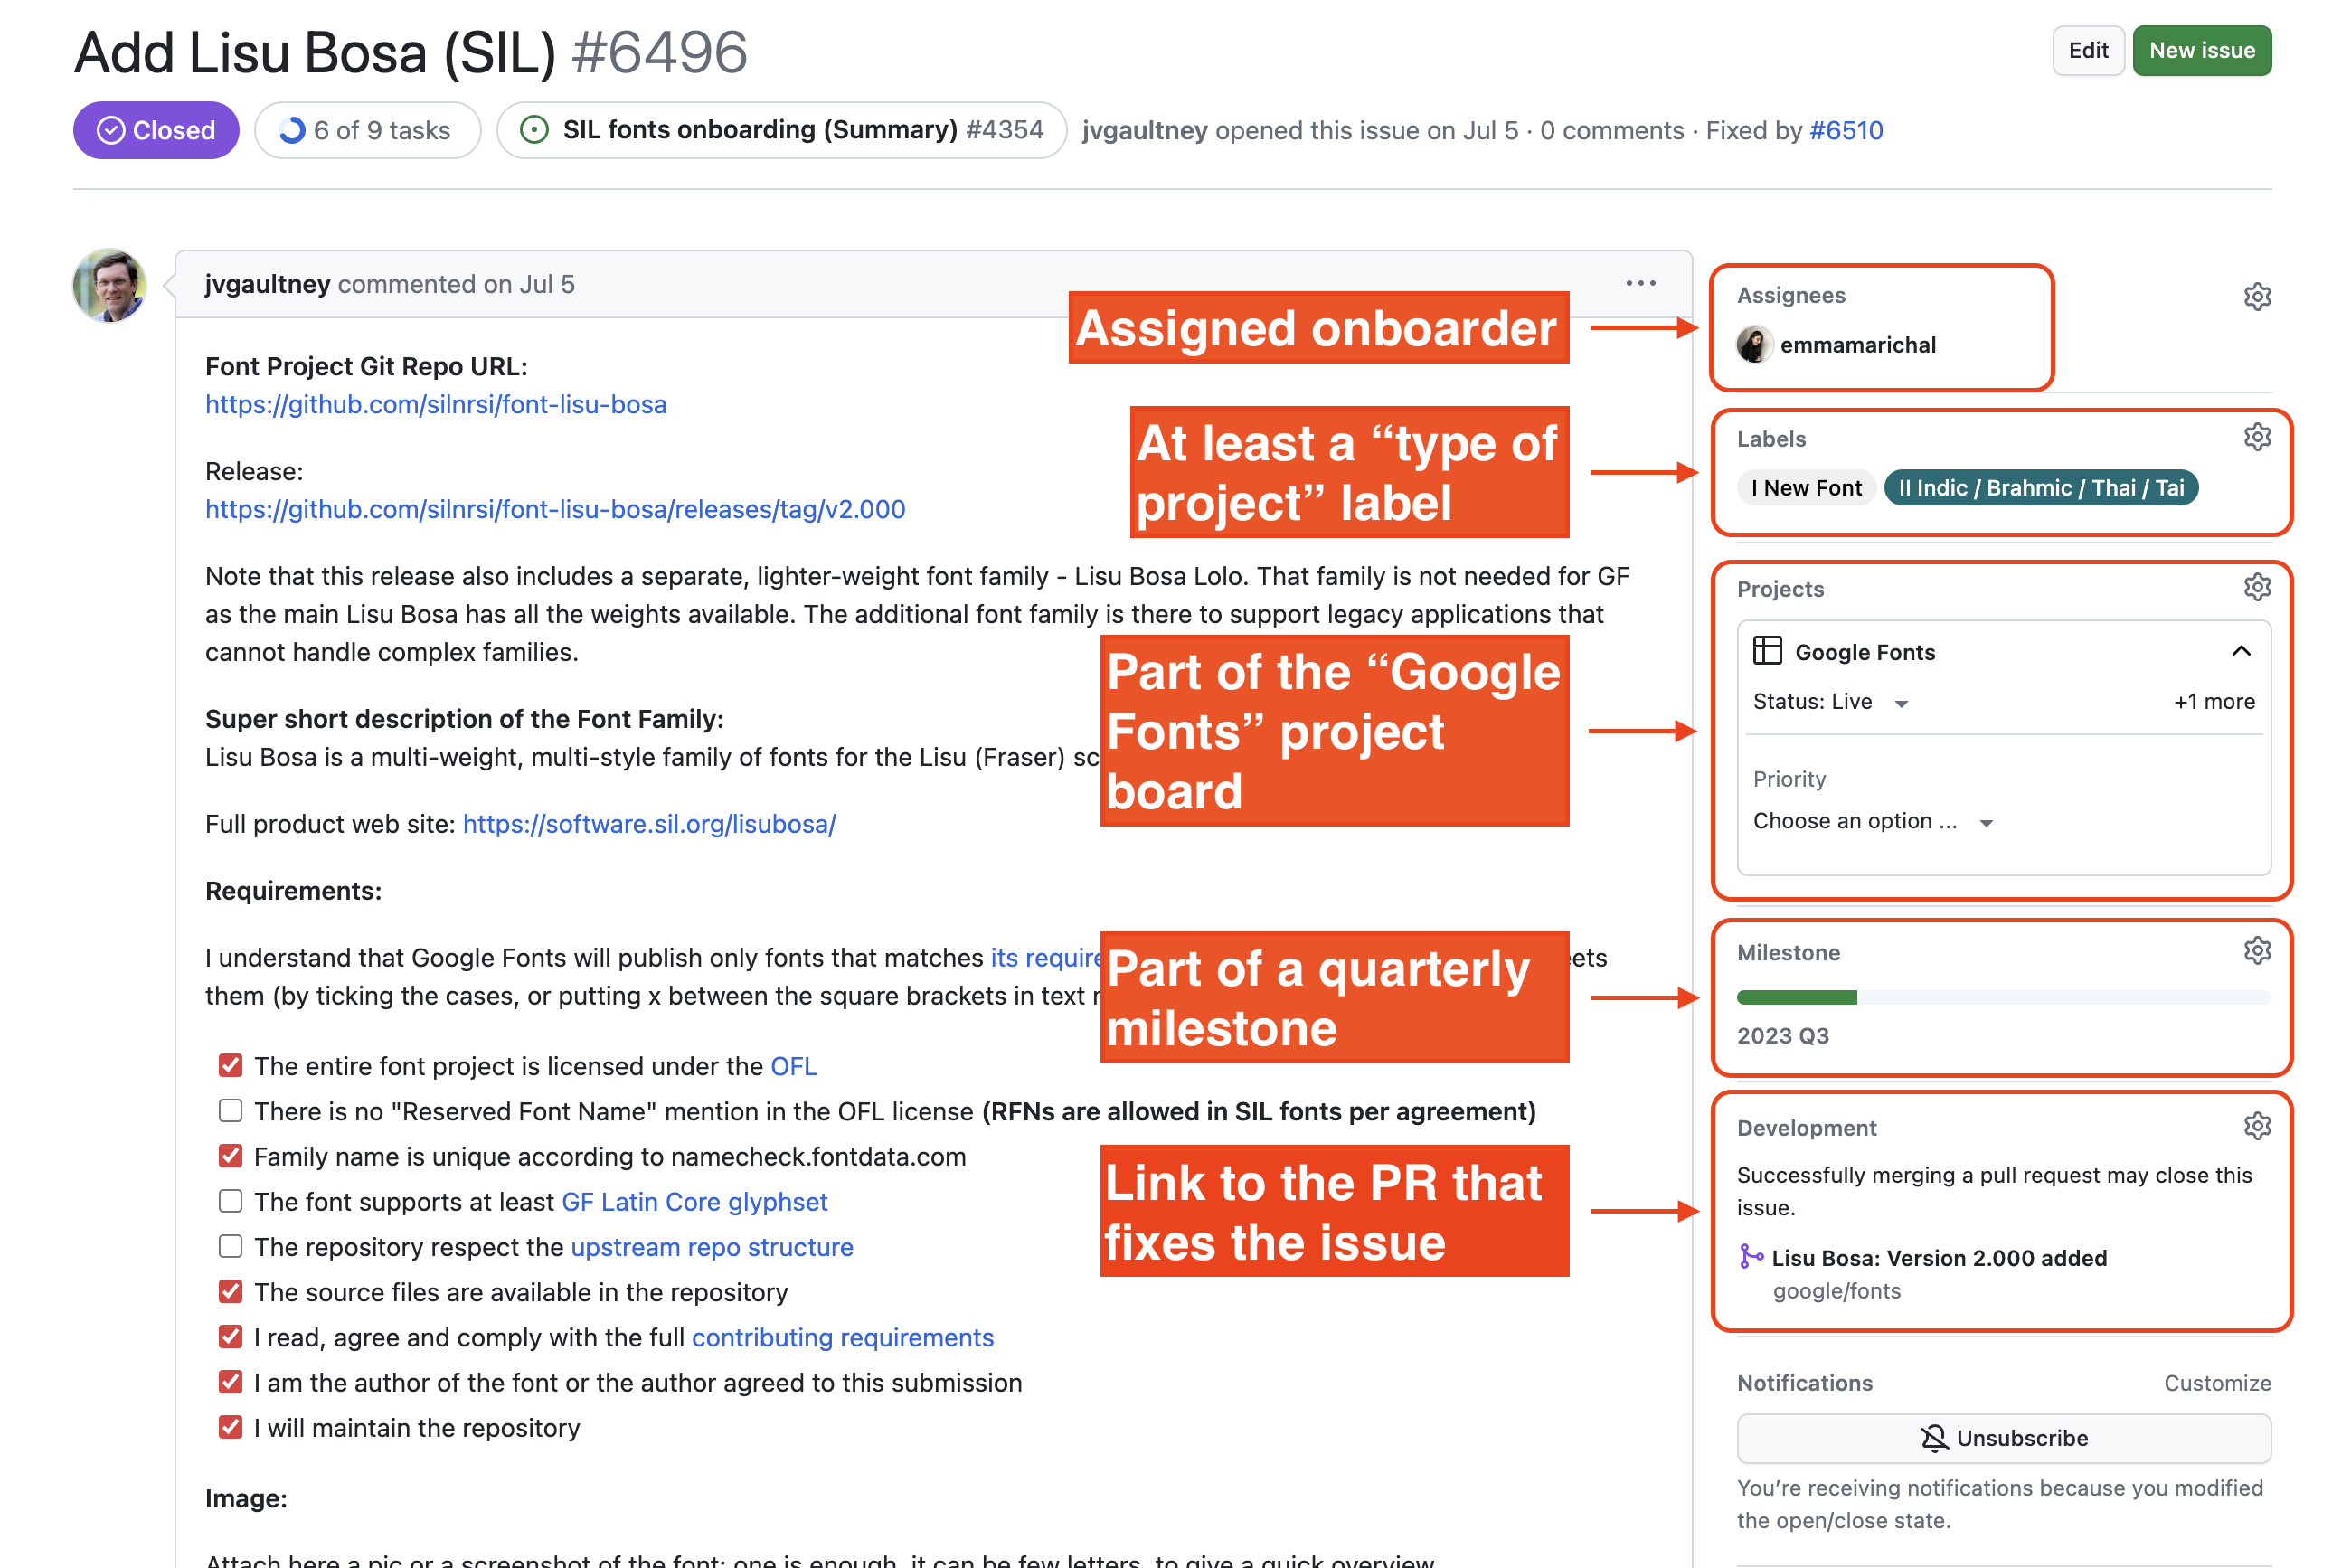 Add Lisu Bosa (SIL) #6496
Edit
New issue
Closed
6 of 9 tasks
SIL fonts onboarding (Summary) #4354
jvgaultney opened this issue on Jul 5 · 0 comments · Fixed by #6510
jvgaultney commented on Jul 5
Font Project Git Repo URL:
https://github.com/silnrsi/font-lisu-bosa
Release:
https://github.com/silnrsi/font-lisu-bosa/releases/tag/v2.000
Note that this release also includes a separate, lighter-weight font family - Lisu Bosa Lolo. That family is not needed for GF
as the main Lisu Bosa has all the weights available. The additional font family is there to support legacy applications that
cannot handle complex families.
Super short description of the Font Family:
Lisu Bosa is a multi-weight, multi-style family of fonts for the Lisu (Fraser)
Full product web site: https://software.sil.org/lisubosa/
Requirements:
I understand that Google Fonts will publish only fonts that matches its
them (by ticking the cases, or putting x between the square brackets in text
The entire font project is licensed under the OFL
There is no "Reserved Font Name" mention in the OFL license (RFNs are allowed in SIL fonts per agreement)
Family name is unique according to namecheck.fontdata.com
The font supports at least GF Latin Core glyphset
The repository respect the upstream repo structure
The source files are available in the repository
I read, agree and comply with the full contributing requirements
I am the author of the font or the author agreed to this submission
I will maintain the repository
Image:
Attach here a pic or a screenshot of the font: one is enough, it can be few letters, to give a quick overview
Assigned onboarder
At least a “type of
project” label
Part of the “Google
Fonts” project
board
Part of a quarterly
milestone
Link to the PR that
fixes the issue
Assignees
emmamarichal
Labels
I New Font
II Indic / Brahmic / Thai / Tai
Projects
Google Fonts
Status: Live
+1 more
Priority
Choose an option ...
Milestone
2023 Q3
Development
Successfully merging a pull request may close this
issue.
Lisu Bosa: Version 2.000 added
google/fonts
Notifications
Customize
Unsubscribe
You’re receiving notifications because you modified
the open/close state.